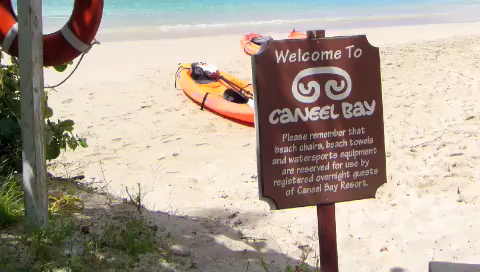 Welcome To
CANEEL BAY
Please remember that
beach chairs, beach towels
and watersports equipment
are reserved for use by
registered overnight guests
of Caneel Bay Resort.